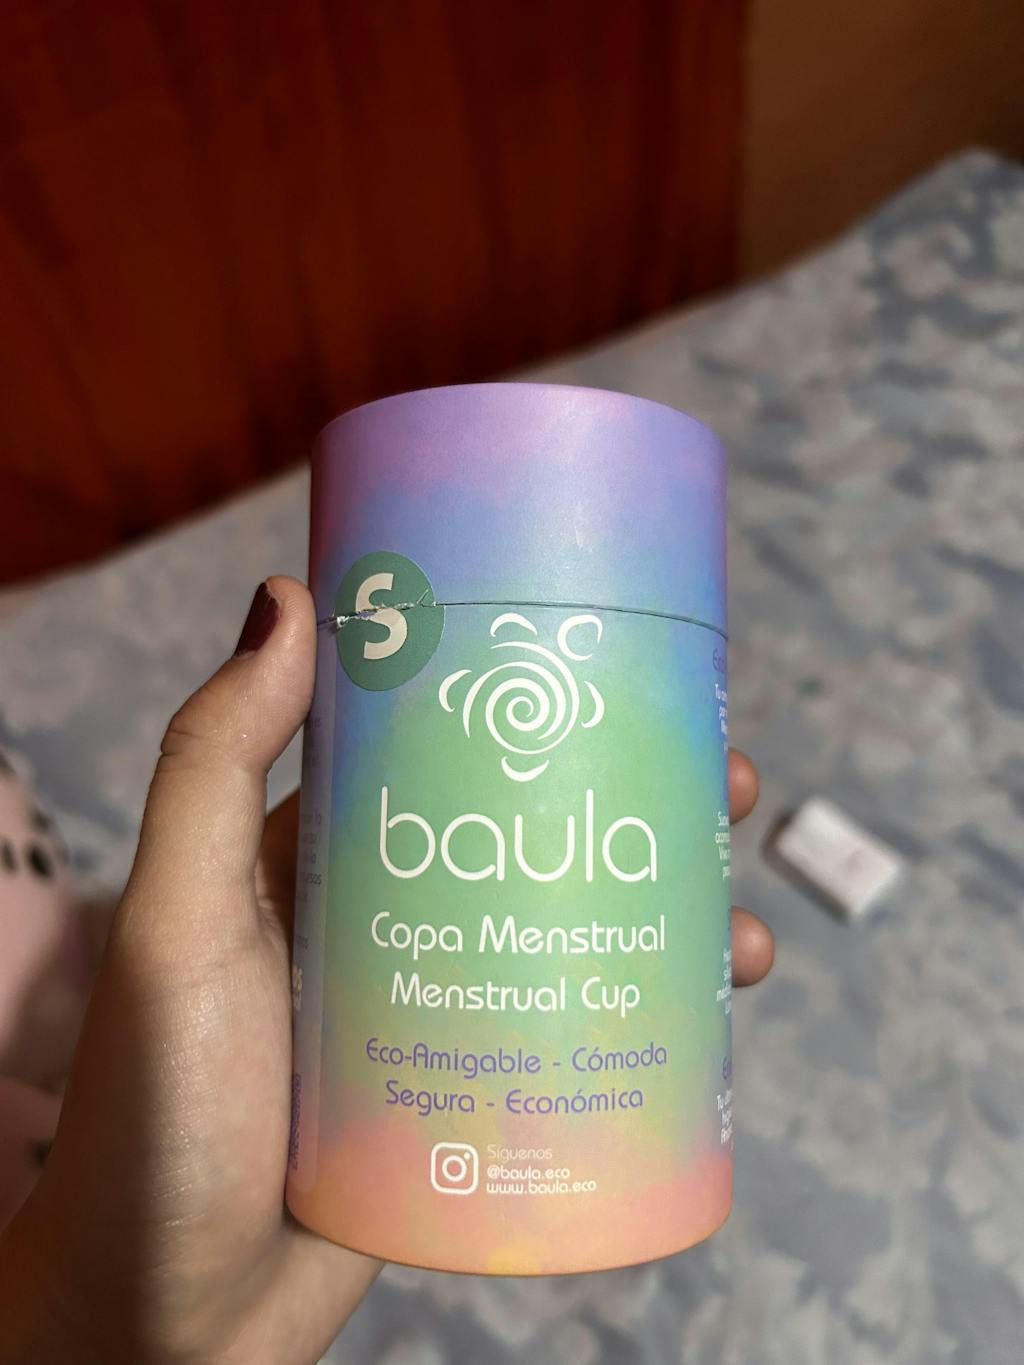 S
baula
Copa Menstrual
Menstrual Cup
Eco-Amigable - Cómoda
Segura - Económica
Síguenos
@baula.eco
www.baula.eco